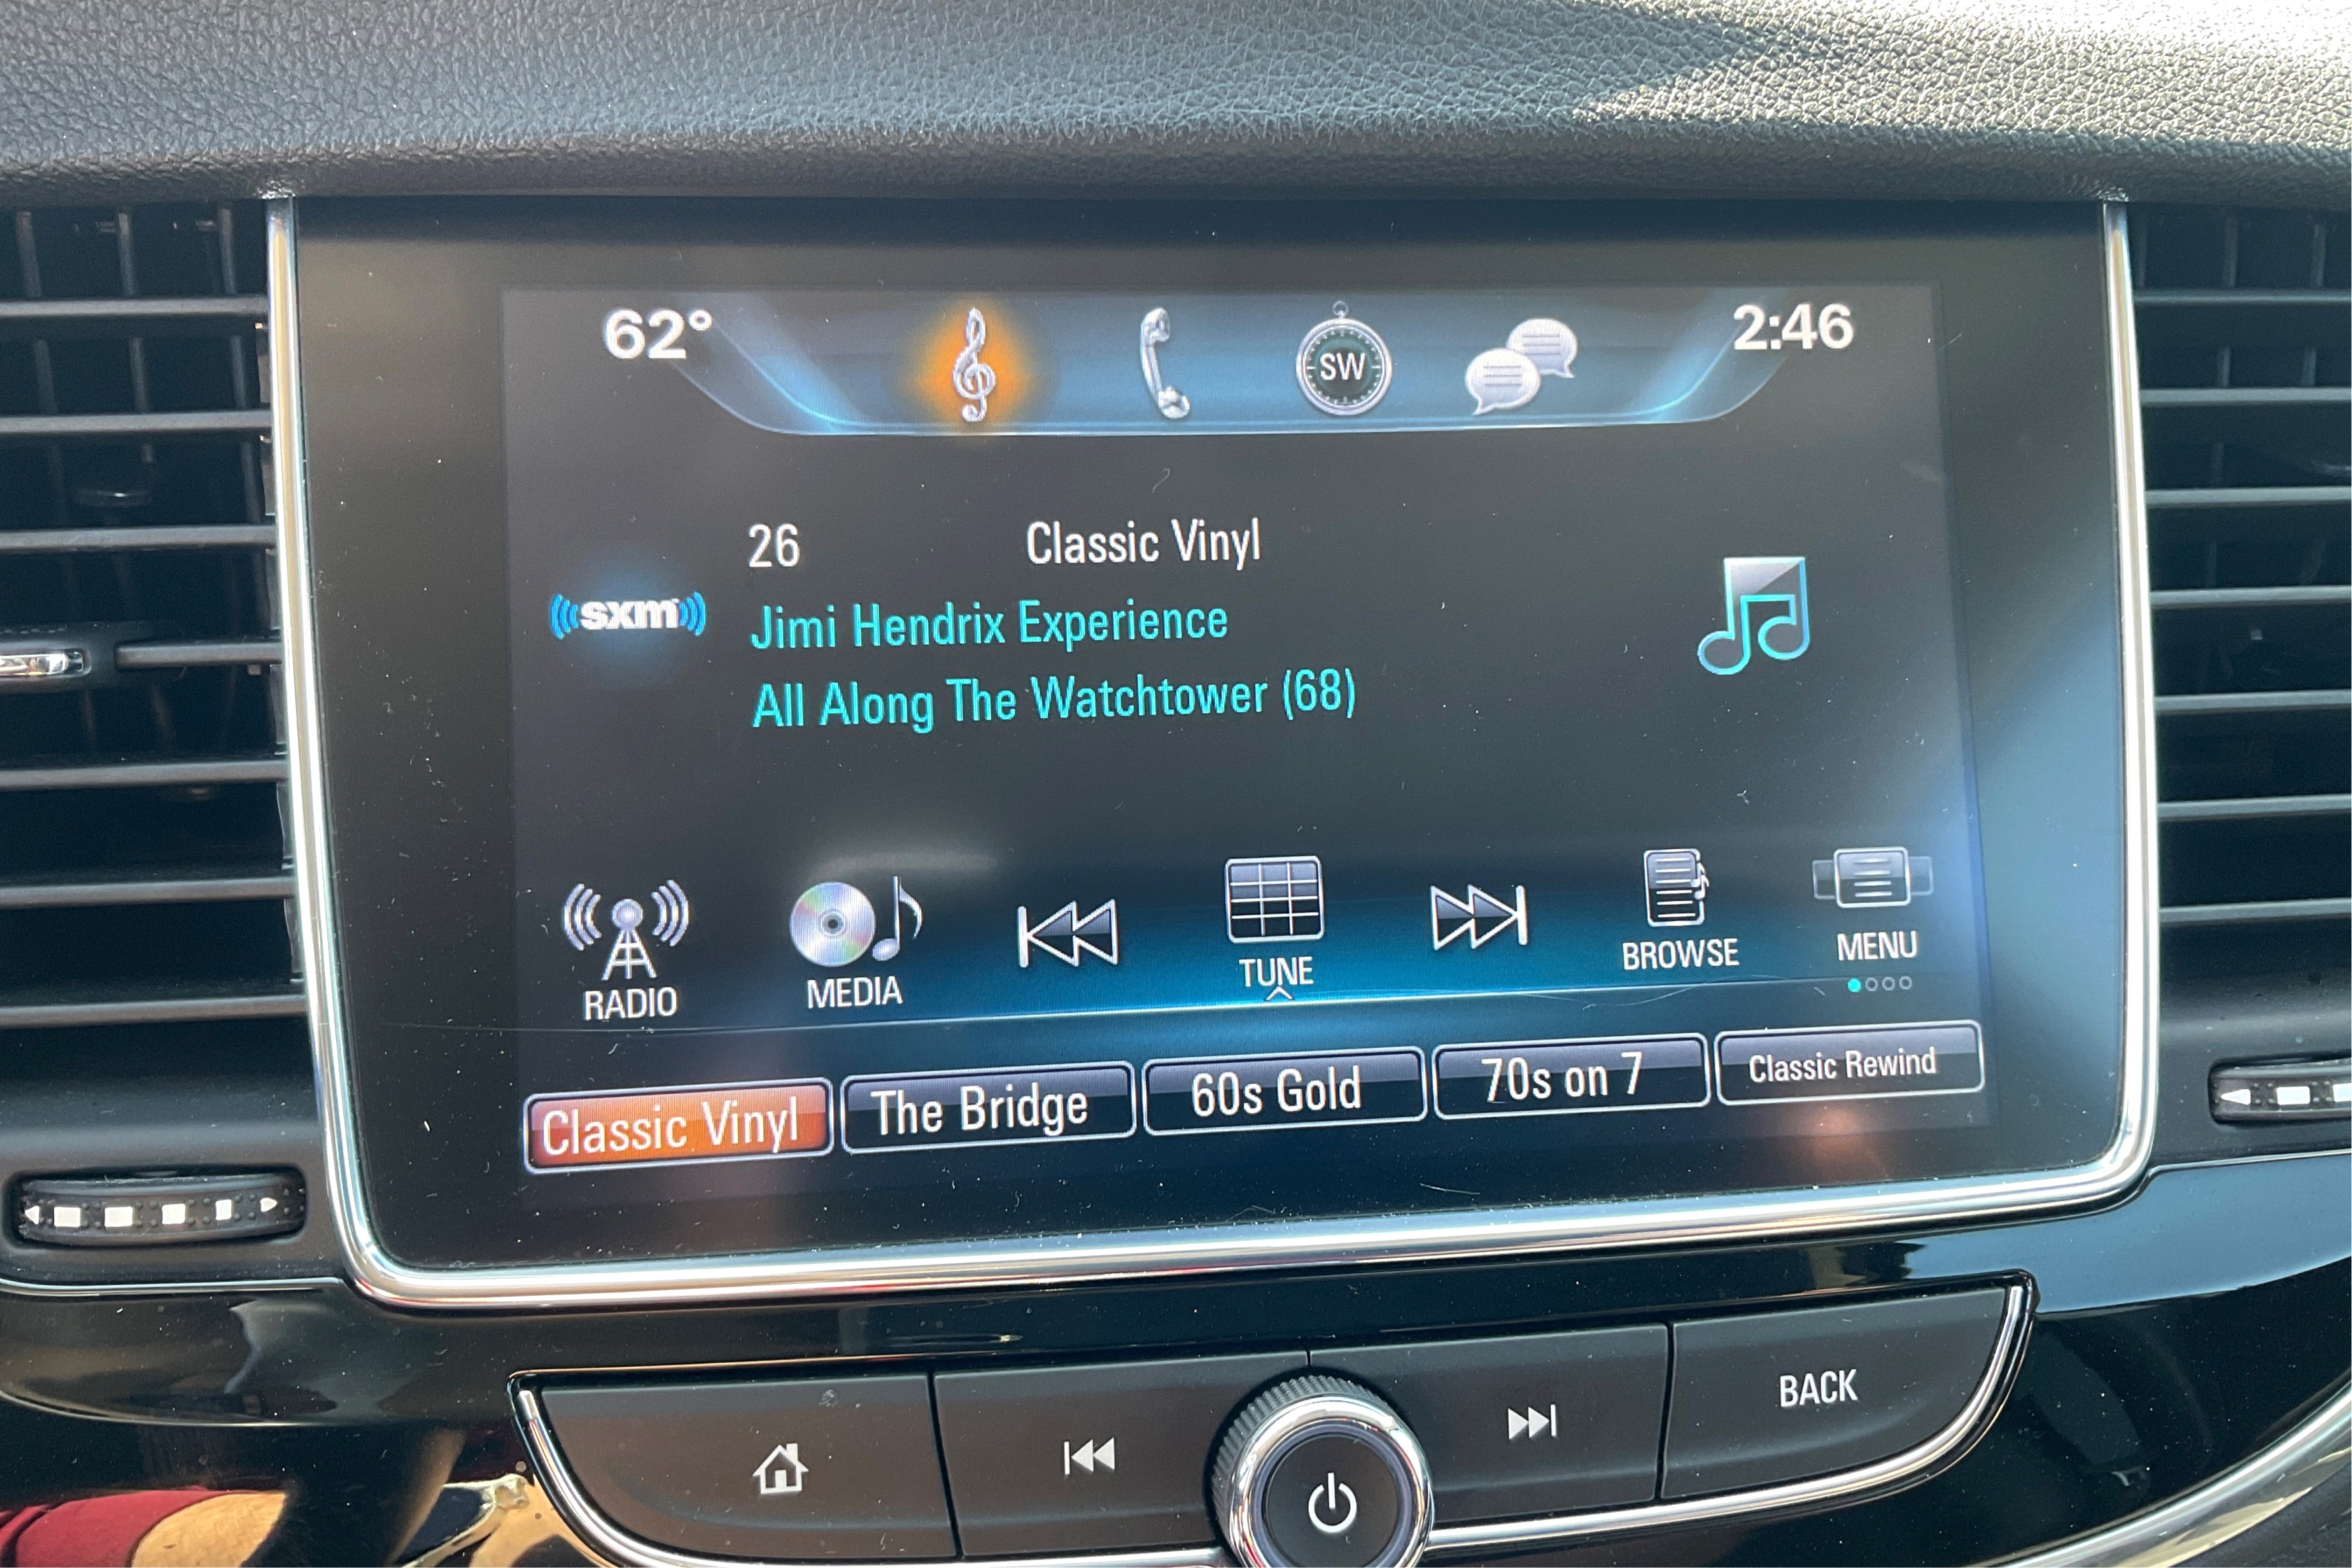 62° SW 2:46
26 Classic Vinyl
sxm
Jimi Hendrix Experience
All Along The Watchtower (68)
RADIO MEDIA TUNE BROWSE MENU
Classic Vinyl The Bridge 60s Gold 70s on 7 Classic Rewind
BACK